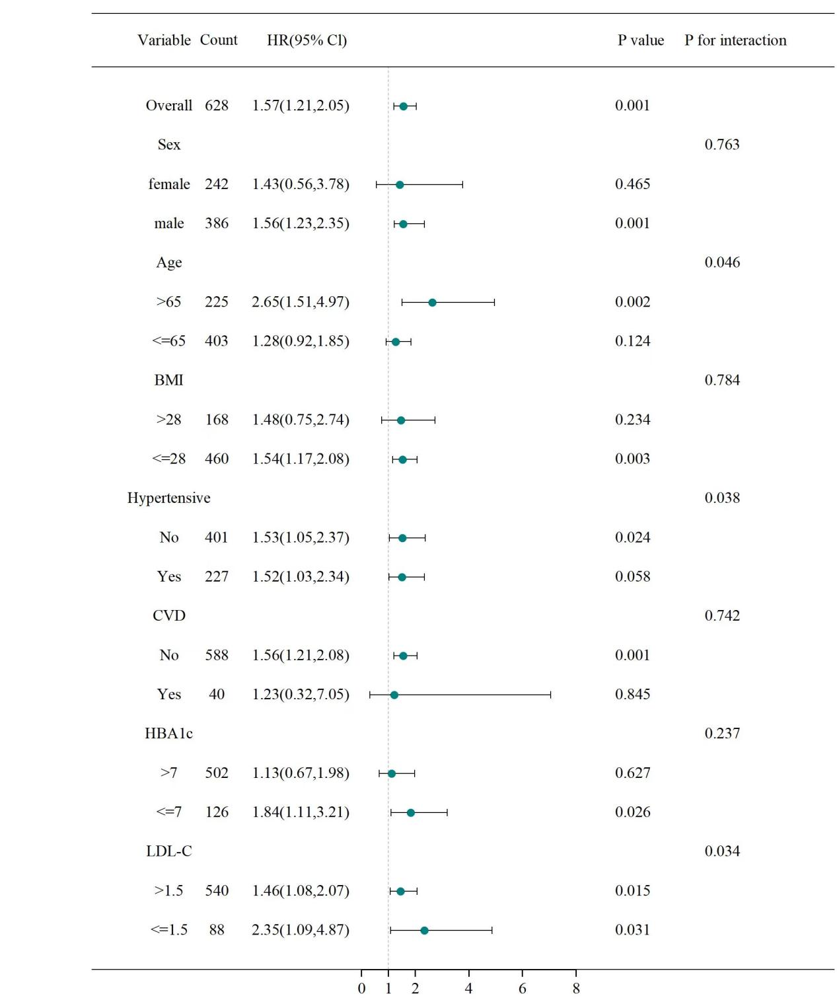 Variable Count HR(95% Cl) P value P for interaction
Overall 628 1.57(1.21,2.05) 0.001
Sex 0.763
female 242 1.43(0.56,3.78) 0.465
male 386 1.56(1.23,2.35) 0.001
Age 0.046
>65 225 2.65(1.51,4.97) 0.002
<=65 403 1.28(0.92,1.85) 0.124
BMI 0.784
>28 168 1.48(0.75,2.74) 0.234
<=28 460 1.54(1.17,2.08) 0.003
Hypertensive 0.038
No 401 1.53(1.05,2.37) 0.024
Yes 227 1.52(1.03,2.34) 0.058
CVD 0.742
No 588 1.56(1.21,2.08) 0.001
Yes 40 1.23(0.32,7.05) 0.845
HBA1c 0.237
>7 502 1.13(0.67,1.98) 0.627
<=7 126 1.84(1.11,3.21) 0.026
LDL-C 0.034
>1.5 540 1.46(1.08,2.07) 0.015
<=1.5 88 2.35(1.09,4.87) 0.031
0 1 2 4 6 8